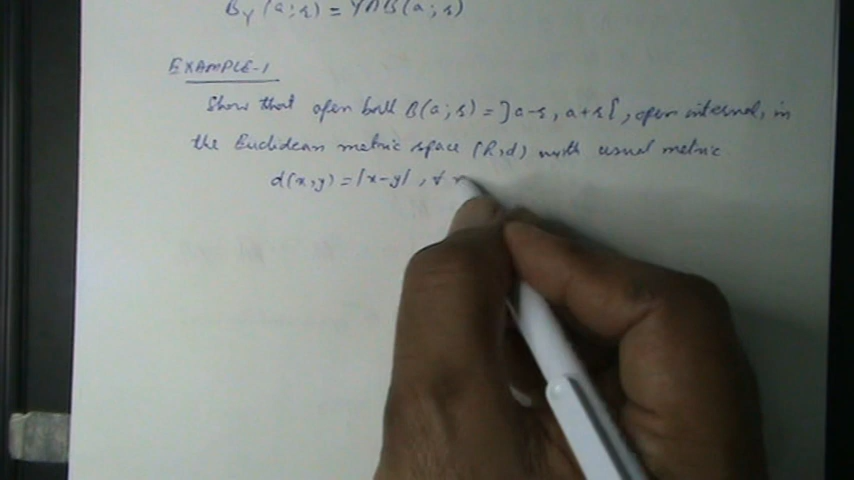 B_Y(a;r) = Y∩B(a;r)
EXAMPLE-1
Show that open ball B(a;r) = ]a-r, a+r[, open interval, in
the Euclidean metric space (R,d) with usual metric
d(x,y) = |x-y|, ∀